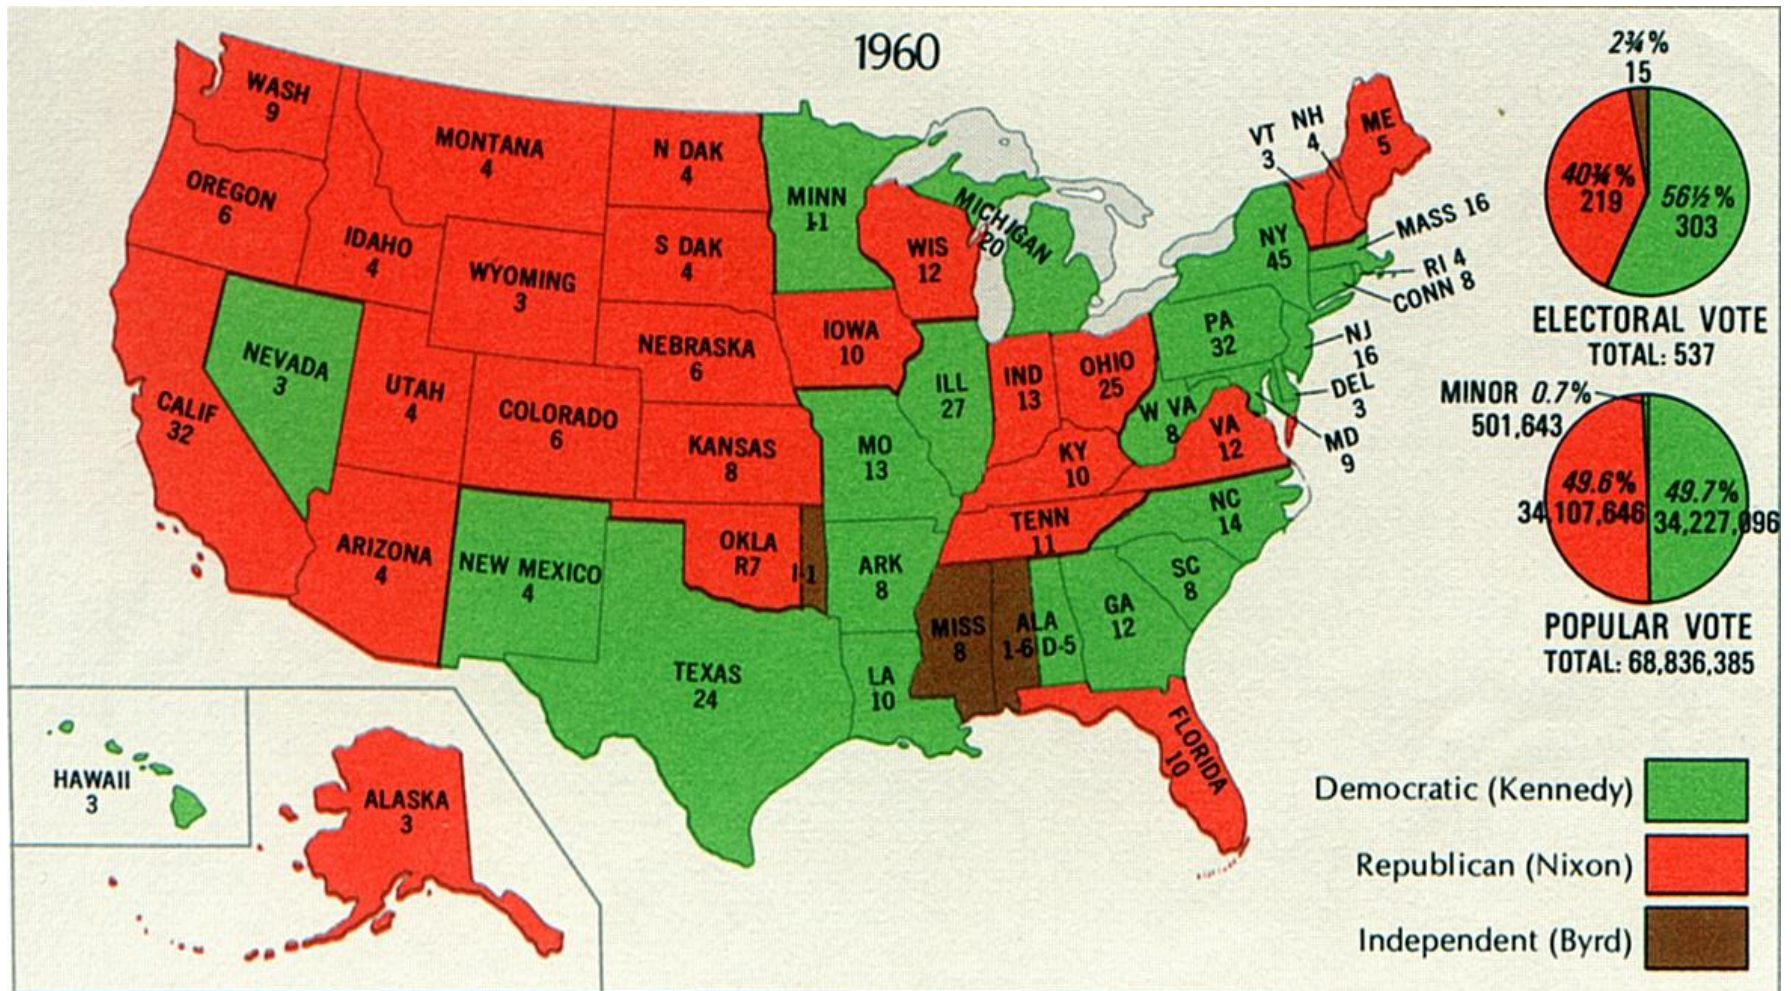 1960
WASH
9
OREGON
6
CALIF
32
NEVADA
3
IDAHO
4
MONTANA
4
WYOMING
3
UTAH
4
ARIZONA
4
COLORADO
6
NEW MEXICO
4
N DAK
4
S DAK
4
NEBRASKA
6
KANSAS
8
OKLA
R7
I-1
TEXAS
24
MINN
11
IOWA
10
MO
13
ARK
8
LA
10
WIS
12
ILL
27
MICHIGAN
20
IND
13
OHIO
25
KY
10
TENN
11
MISS
8
ALA
1-6 D-5
GA
12
FLORIDA
10
SC
8
NC
14
VA
12
W VA
8
PA
32
NY
45
VT
3
NH
4
ME
5
MASS 16
RI 4
CONN 8
NJ
16
DEL
3
MD
9
HAWAII
3
ALASKA
3
2¾%
15
40¾%
219
56½%
303
ELECTORAL VOTE
TOTAL: 537
MINOR 0.7%
501,643
49.6%
34,107,646
49.7%
34,227,096
POPULAR VOTE
TOTAL: 68,836,385
Democratic (Kennedy)
Republican (Nixon)
Independent (Byrd)